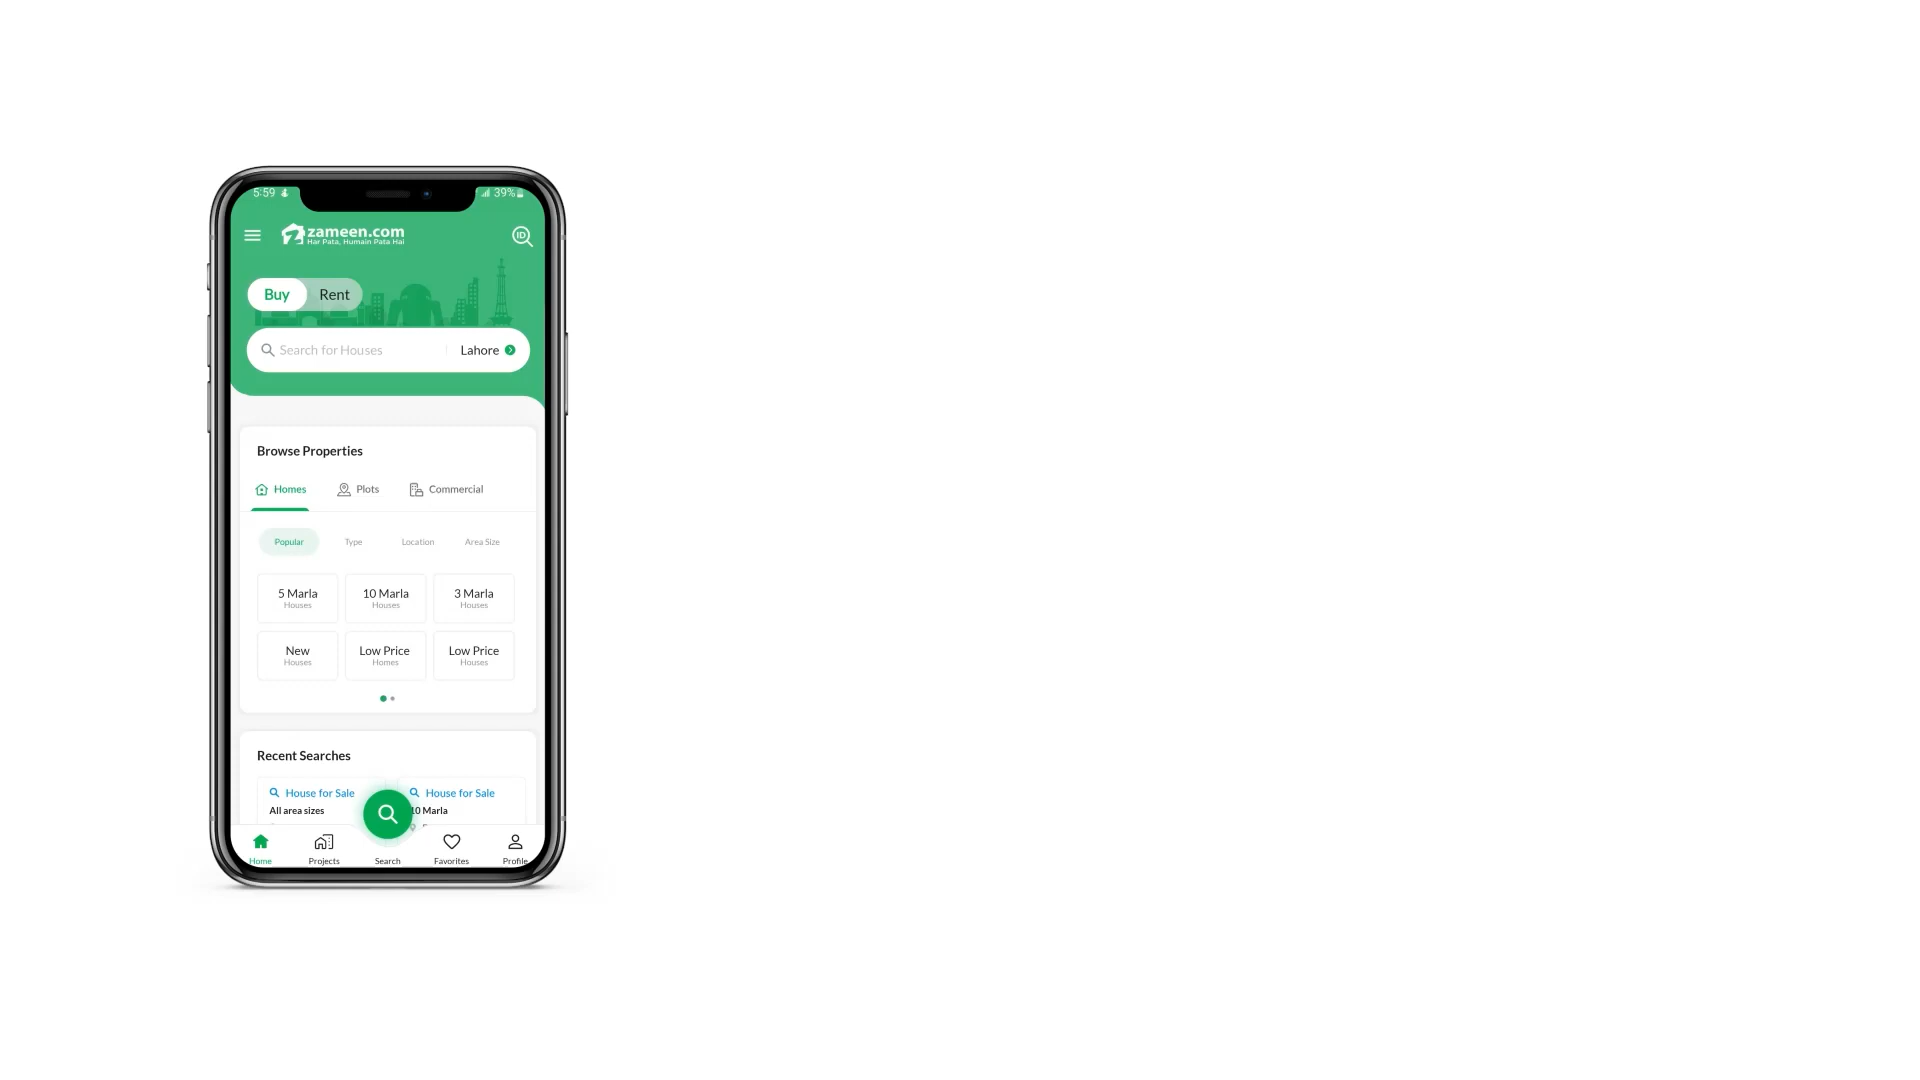 5:59
39%
zameen.com
Har Pata, Humain Pata Hai
ID
Buy Rent
Search for Houses Lahore
Browse Properties
Homes Plots Commercial
Popular Type Location Area Size
5 Marla 10 Marla 3 Marla
Houses Houses Houses
New Low Price Low Price
Houses Homes Houses
Recent Searches
House for Sale House for Sale
All area sizes 10 Marla
Home Projects Search Favorites Profile